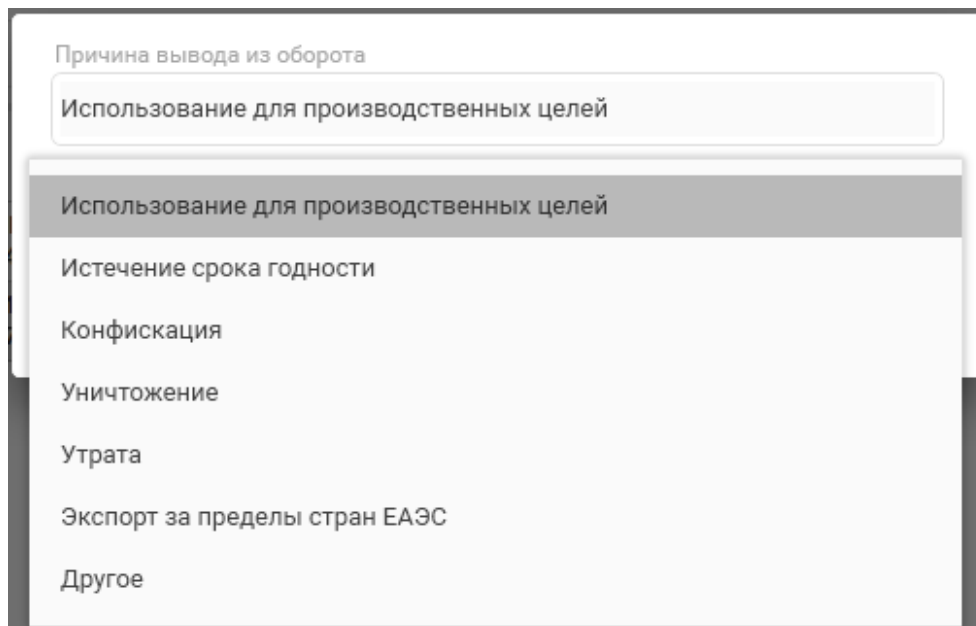 Причина вывода из оборота
Использование для производственных целей
Использование для производственных целей
Истечение срока годности
Конфискация
Уничтожение
Утрата
Экспорт за пределы стран ЕАЭС
Другое